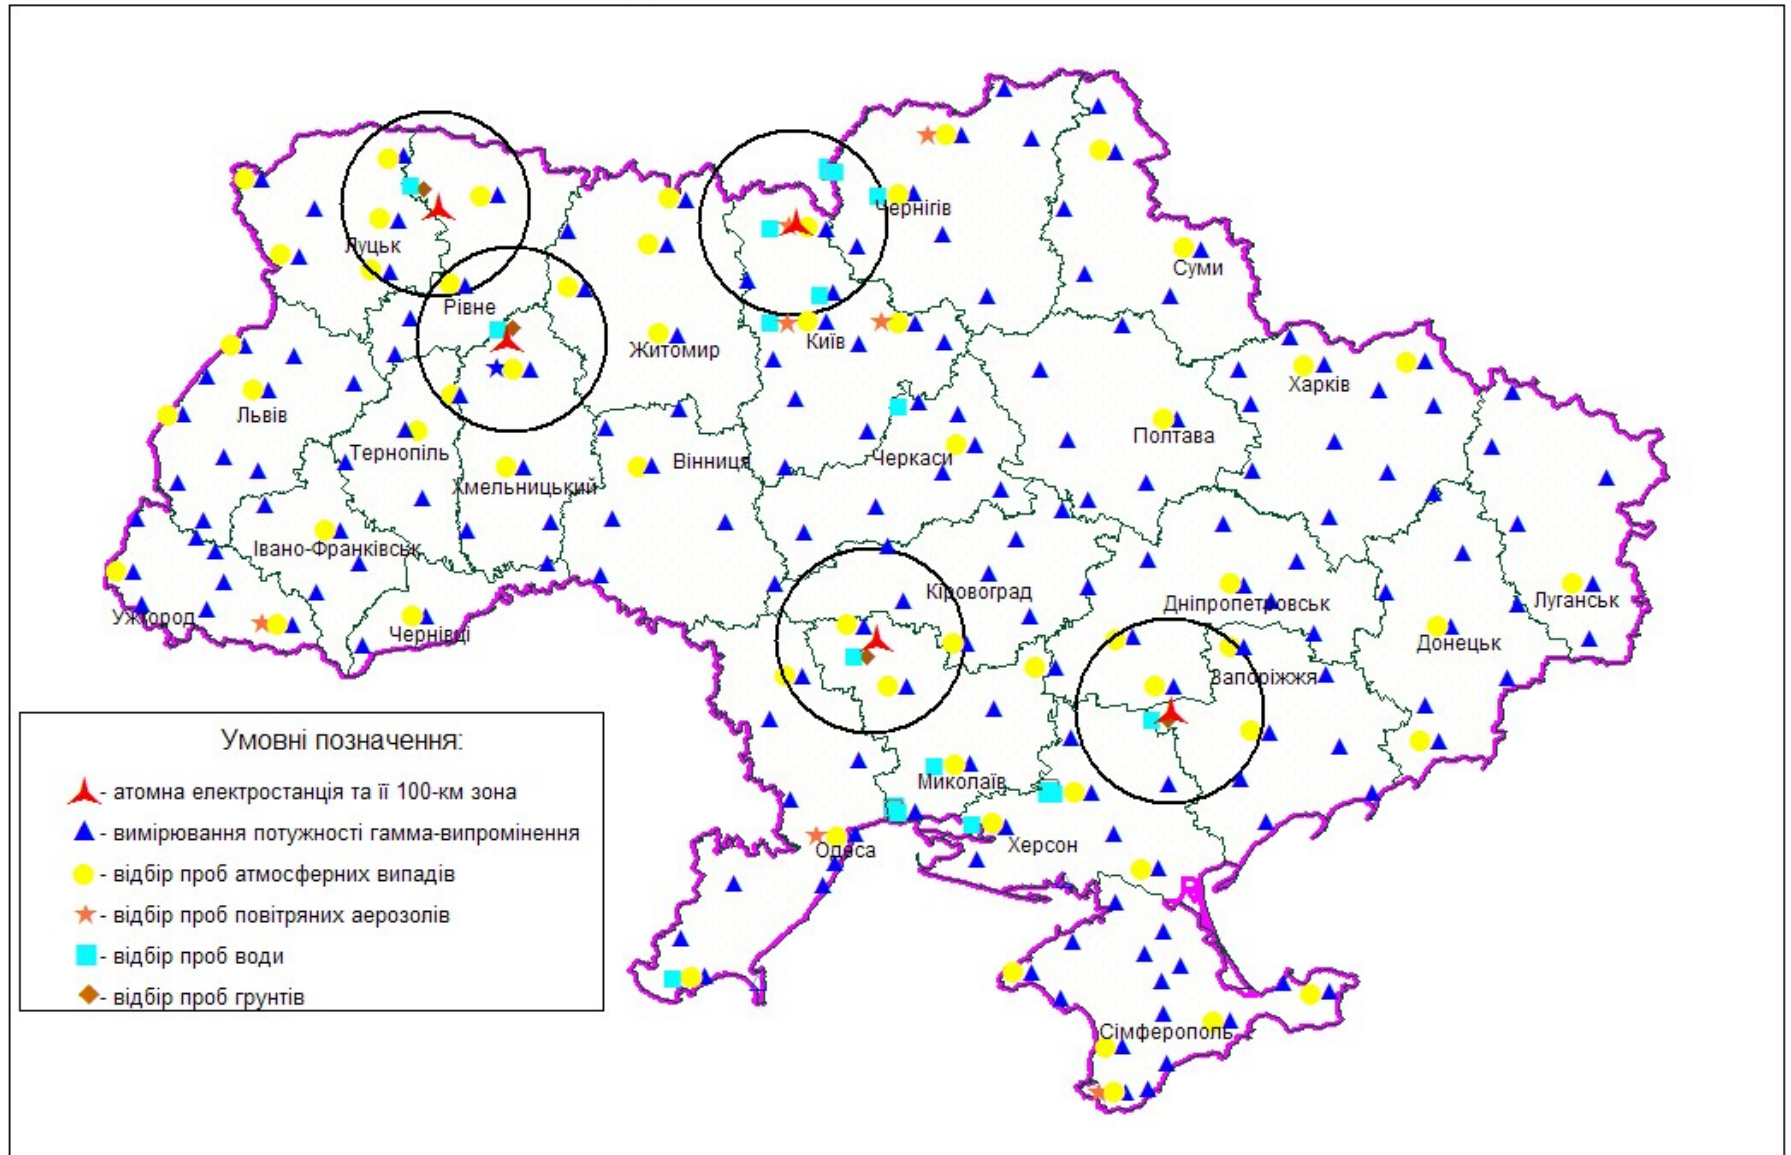 Чернігів
Луцьк
Суми
Рівне
Київ
Житомир
Харків
Львів
Полтава
Тернопіль
Вінниця
Черкаси
Хмельницький
Івано-Франківськ
Кіровоград
Дніпропетровськ
Луганськ
Ужгород
Чернівці
Донецьк
Запоріжжя
Умовні позначення:
- атомна електростанція та її 100-км зона
- вимірювання потужності гамма-випромінення
- відбір проб атмосферних випадів
- відбір проб повітряних аерозолів
- відбір проб води
- відбір проб грунтів
Миколаїв
Одеса
Херсон
Сімферополь